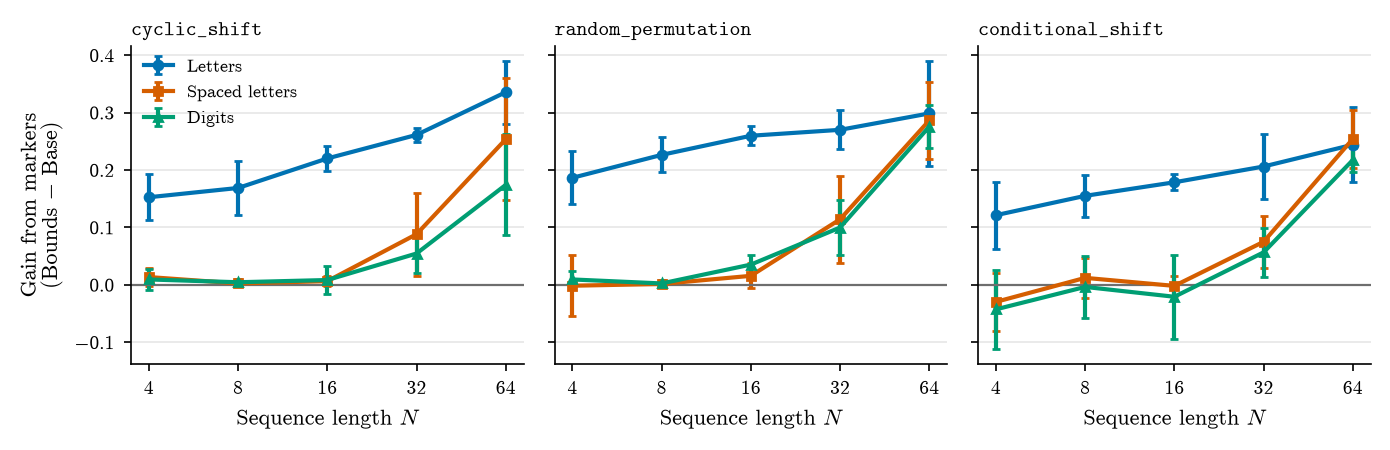 cyclic_shift
random_permutation
conditional_shift
Gain from markers
(Bounds − Base)
0.4
0.3
0.2
0.1
0.0
−0.1
Letters
Spaced letters
Digits
4 8 16 32 64
4 8 16 32 64
4 8 16 32 64
Sequence length N
Sequence length N
Sequence length N